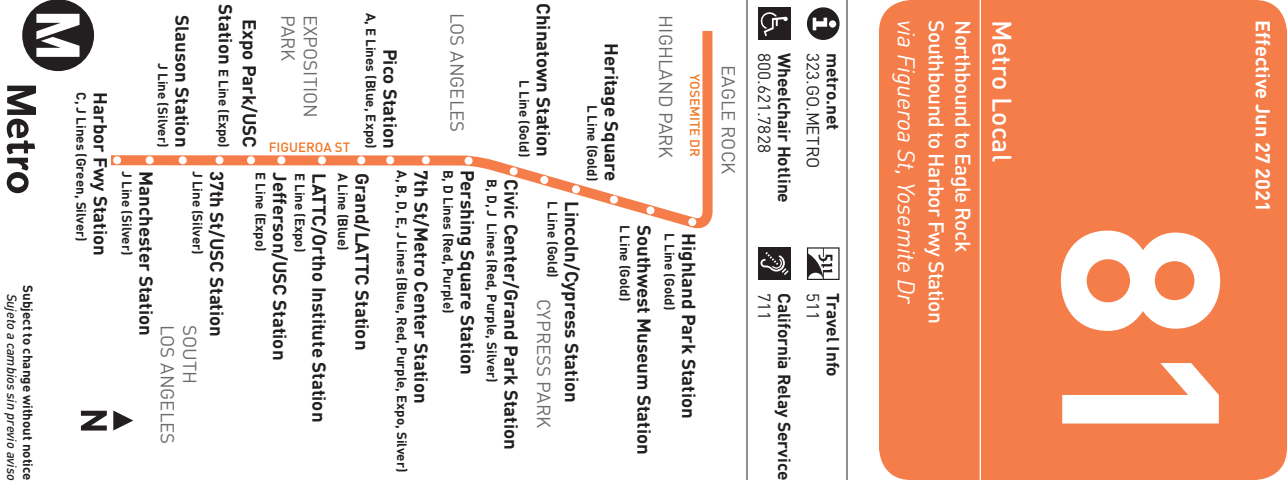 Effective Jun 27 2021
81
Metro Local
Northbound to Eagle Rock
Southbound to Harbor Fwy Station
via Figueroa St, Yosemite Dr
metro.net
323.GO.METRO
Travel Info
511
511
Wheelchair Hotline
800.621.7828
California Relay Service
711
EAGLE ROCK
YOSEMITE DR
HIGHLAND PARK
Highland Park Station
L Line (Gold)
Southwest Museum Station
L Line (Gold)
Heritage Square
L Line (Gold)
Lincoln/Cypress Station
L Line (Gold)
CYPRESS PARK
Chinatown Station
L Line (Gold)
Civic Center/Grand Park Station
B, D, J Lines (Red, Purple, Silver)
LOS ANGELES
Pershing Square Station
B, D Lines (Red, Purple)
7th St/Metro Center Station
A, B, D, E, J Lines (Blue, Red, Purple, Expo, Silver)
Pico Station
A, E Lines (Blue, Expo)
Grand/LATTC Station
A Line (Blue)
FIGUEROA ST
LATTC/Ortho Institute Station
E Line (Expo)
EXPOSITION
PARK
Jefferson/USC Station
E Line (Expo)
Expo Park/USC
Station E Line (Expo)
37th St/USC Station
J Line (Silver)
Slauson Station
J Line (Silver)
SOUTH
LOS ANGELES
Manchester Station
J Line (Silver)
Harbor Fwy Station
C, J Lines (Green, Silver)
N
M
Metro
Subject to change without notice
Sujeto a cambios sin previo aviso